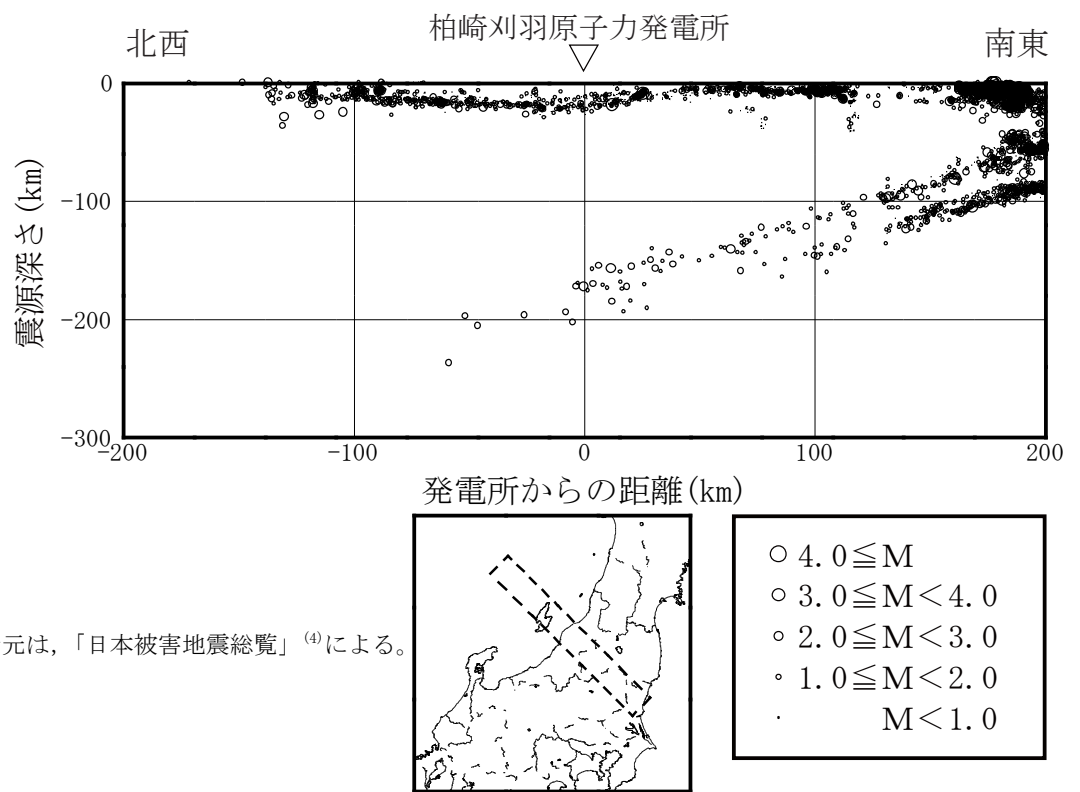 柏崎刈羽原子力発電所
北西
南東
▽
0
-100
-200
-300
震源深さ(km)
-200
-100
0
100
200
発電所からの距離(km)
○ 4.0≦M
○ 3.0≦M<4.0
○ 2.0≦M<3.0
○ 1.0≦M<2.0
· M<1.0
元は,「日本被害地震総覧」(4)による。